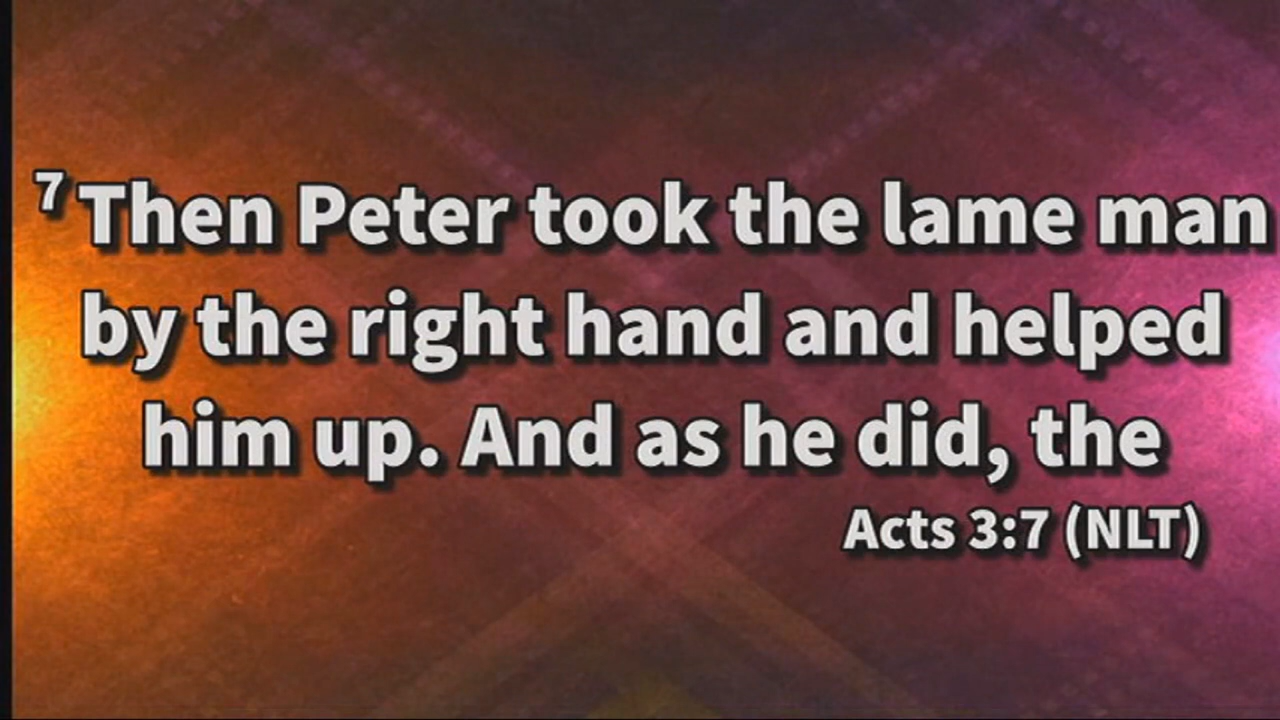 7 Then Peter took the lame man
by the right hand and helped
him up. And as he did, the
Acts 3:7 (NLT)